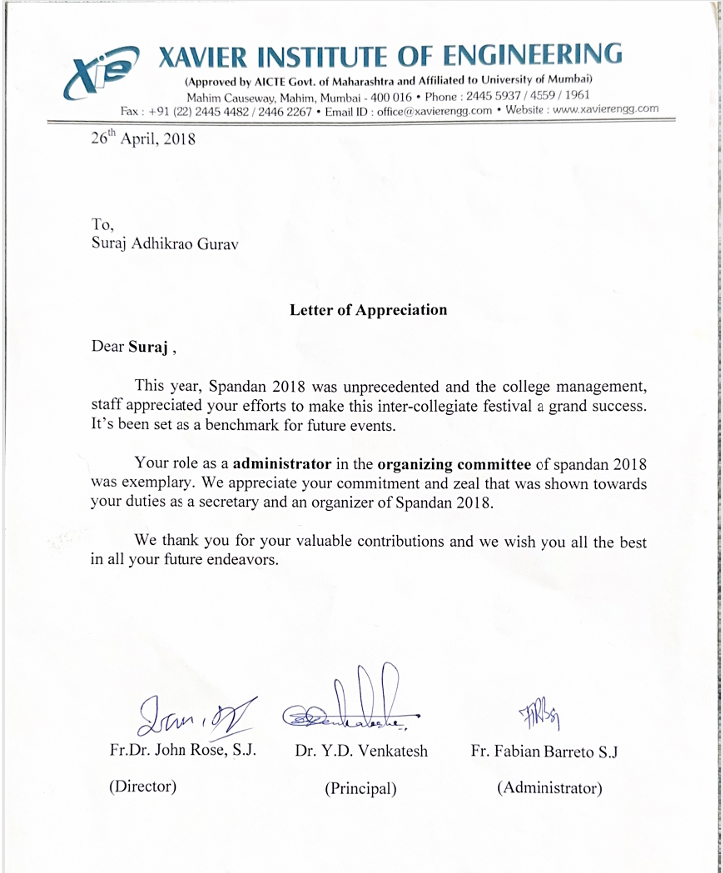 Xie XAVIER INSTITUTE OF ENGINEERING
(Approved by AICTE Govt. of Maharashtra and Affiliated to University of Mumbai)
Mahim Causeway, Mahim, Mumbai - 400 016 • Phone : 2445 5937 / 4559 / 1961
Fax : +91 (22) 2445 4482 / 2446 2267 • Email ID : office@xavierengg.com • Website : www.xavierengg.com
26th April, 2018
To,
Suraj Adhikrao Gurav
Letter of Appreciation
Dear Suraj ,
This year, Spandan 2018 was unprecedented and the college management,
staff appreciated your efforts to make this inter-collegiate festival a grand success.
It's been set as a benchmark for future events.
Your role as a administrator in the organizing committee of spandan 2018
was exemplary. We appreciate your commitment and zeal that was shown towards
your duties as a secretary and an organizer of Spandan 2018.
We thank you for your valuable contributions and we wish you all the best
in all your future endeavors.
Fr.Dr. John Rose, S.J. Dr. Y.D. Venkatesh Fr. Fabian Barreto S.J
(Director) (Principal) (Administrator)